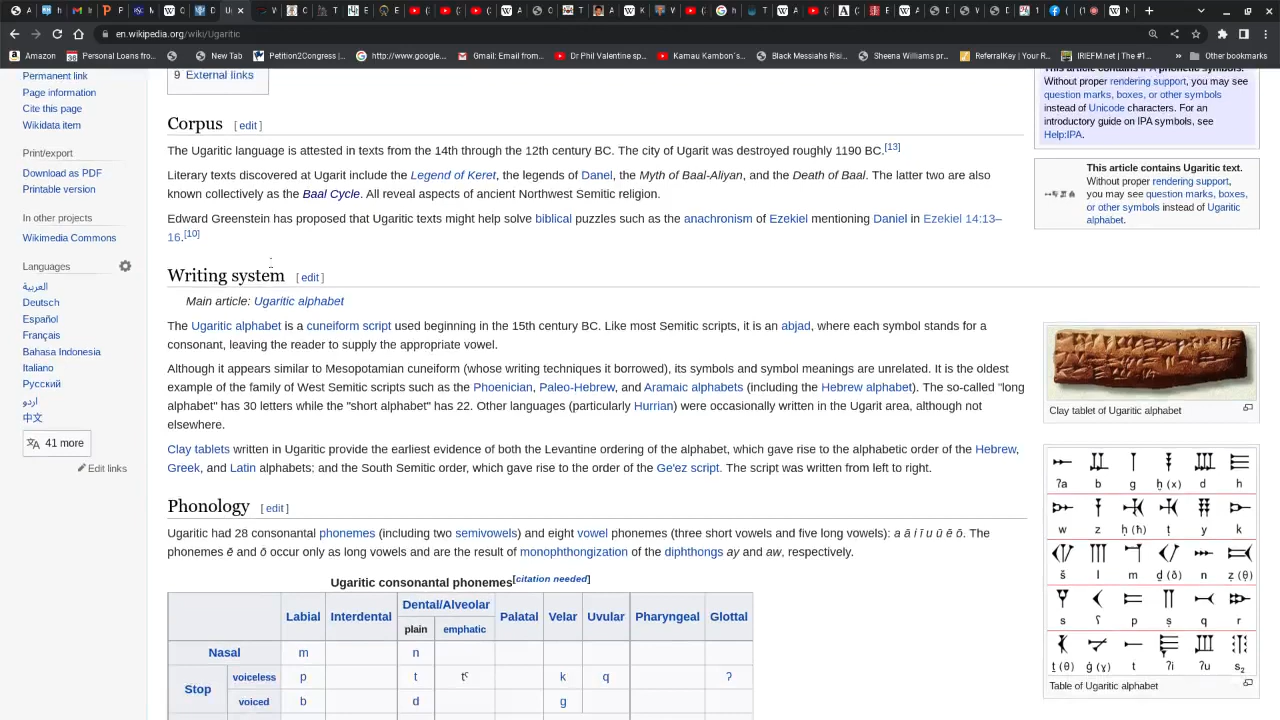 en.wikipedia.org/wiki/Ugaritic
Amazon
Personal Loans fro...
New Tab
Petition2Congress |...
http://www.google...
Gmail: Email from...
Dr Phil Valentine sp...
Kamau Kambon`s...
Black Messiahs Risi...
Sheena Williams pr...
ReferralKey | Your R...
IRIEFM.net | The #1...
»
Other bookmarks
Permanent link
Page information
Cite this page
Wikidata item
Print/export
Download as PDF
Printable version
In other projects
Wikimedia Commons
Languages
العربية
Deutsch
Español
Français
Bahasa Indonesia
Italiano
Русский
اردو
中文
41 more
Edit links
9 External links
Corpus [ edit ]
The Ugaritic language is attested in texts from the 14th through the 12th century BC. The city of Ugarit was destroyed roughly 1190 BC.[13]
Literary texts discovered at Ugarit include the Legend of Keret, the legends of Danel, the Myth of Baal-Aliyan, and the Death of Baal. The latter two are also
known collectively as the Baal Cycle. All reveal aspects of ancient Northwest Semitic religion.
Edward Greenstein has proposed that Ugaritic texts might help solve biblical puzzles such as the anachronism of Ezekiel mentioning Daniel in Ezekiel 14:13–
16.[10]
Writing system [ edit ]
Main article: Ugaritic alphabet
The Ugaritic alphabet is a cuneiform script used beginning in the 15th century BC. Like most Semitic scripts, it is an abjad, where each symbol stands for a
consonant, leaving the reader to supply the appropriate vowel.
Although it appears similar to Mesopotamian cuneiform (whose writing techniques it borrowed), its symbols and symbol meanings are unrelated. It is the oldest
example of the family of West Semitic scripts such as the Phoenician, Paleo-Hebrew, and Aramaic alphabets (including the Hebrew alphabet). The so-called "long
alphabet" has 30 letters while the "short alphabet" has 22. Other languages (particularly Hurrian) were occasionally written in the Ugarit area, although not
elsewhere.
Clay tablets written in Ugaritic provide the earliest evidence of both the Levantine ordering of the alphabet, which gave rise to the alphabetic order of the Hebrew,
Greek, and Latin alphabets; and the South Semitic order, which gave rise to the order of the Ge'ez script. The script was written from left to right.
Phonology [ edit ]
Ugaritic had 28 consonantal phonemes (including two semivowels) and eight vowel phonemes (three short vowels and five long vowels): a ā i ī u ū ē ō. The
phonemes ē and ō occur only as long vowels and are the result of monophthongization of the diphthongs ay and aw, respectively.
Ugaritic consonantal phonemes[citation needed]
Labial Interdental Dental/Alveolar Palatal Velar Uvular Pharyngeal Glottal
plain emphatic
Nasal m n
Stop voiceless p t tˤ k q ʔ
voiced b d g
This article contains IPA phonetic symbols.
Without proper rendering support, you may see
question marks, boxes, or other symbols
instead of Unicode characters. For an
introductory guide on IPA symbols, see
Help:IPA.
This article contains Ugaritic text.
Without proper rendering support,
you may see question marks, boxes,
or other symbols instead of Ugaritic
alphabet.
Clay tablet of Ugaritic alphabet
ʔa b g ḫ (x) d h
w z ḥ (ħ) ṭ y k
š l m ḏ (ð) n ẓ (θ)
s ʕ p ṣ q r
ṯ (θ) ġ (ɣ) t ʔi ʔu s2
Table of Ugaritic alphabet